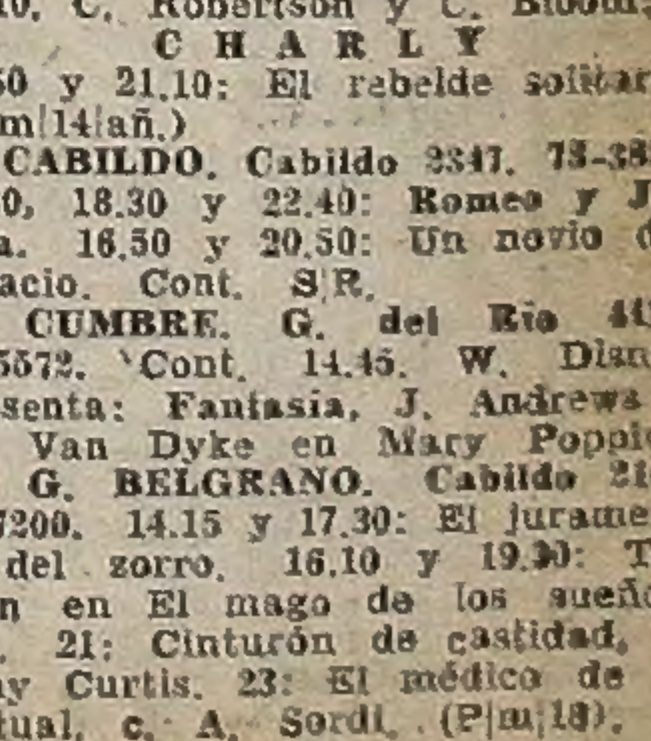 10, C. Robertson y C. Bloom,
C H A R L Y
50 y 21.10: El rebelde solitar
m|14|añ.)
CABILDO. Cabildo 2347.
0, 18.30 y 22.40: Romeo y J
a. 16.50 y 20.50: Un novio
acio. Cont. S|R.
CUMBRE. G. del Rio
5572. Cont. 14.45. W. Disn
senta: Fantasia, J. Andrews
Van Dyke en Mary Poppi
G. BELGRANO. Cabildo
7200. 14.15 y 17.30: El jurame
del zorro. 16.10 y 19.30: T
n en El mago de los sueño
. 21: Cinturón de castidad,
ny Curtis. 23: El médico de
tual, c. A. Sordi. (P|m|18).